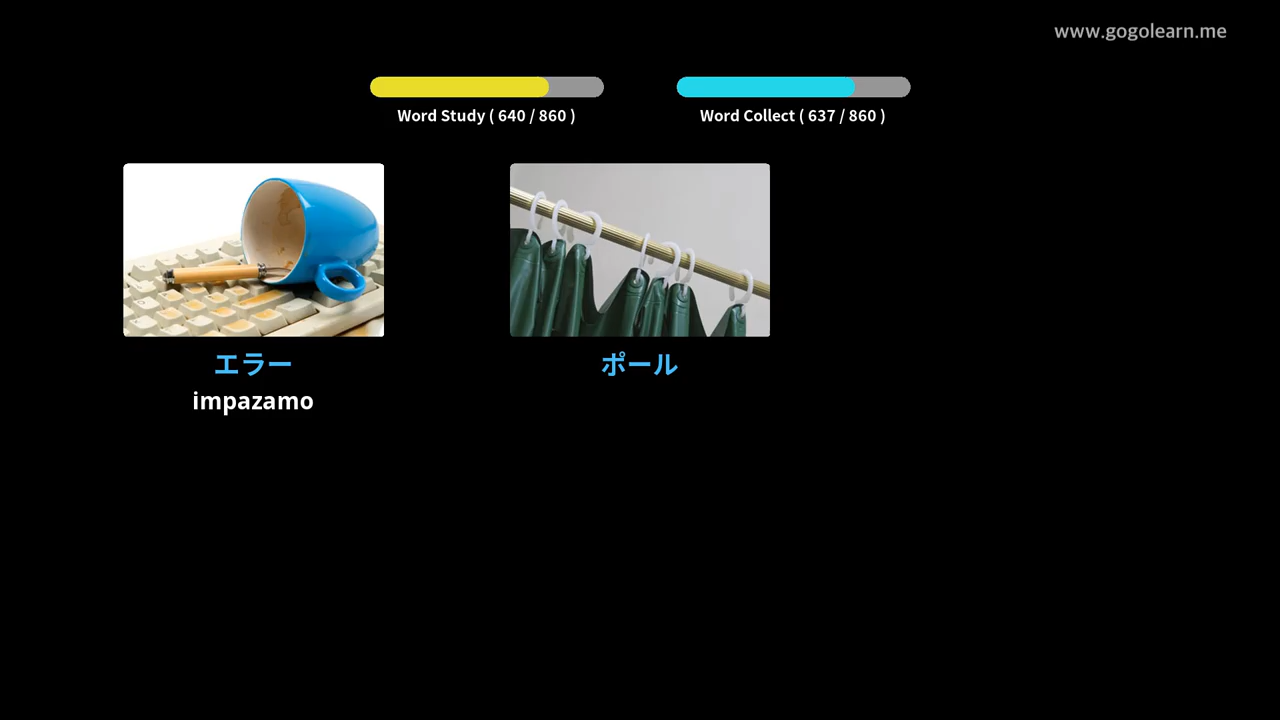 www.gogolearn.me
Word Study ( 640 / 860 )
Word Collect ( 637 / 860 )
エラー
impazamo
ポール